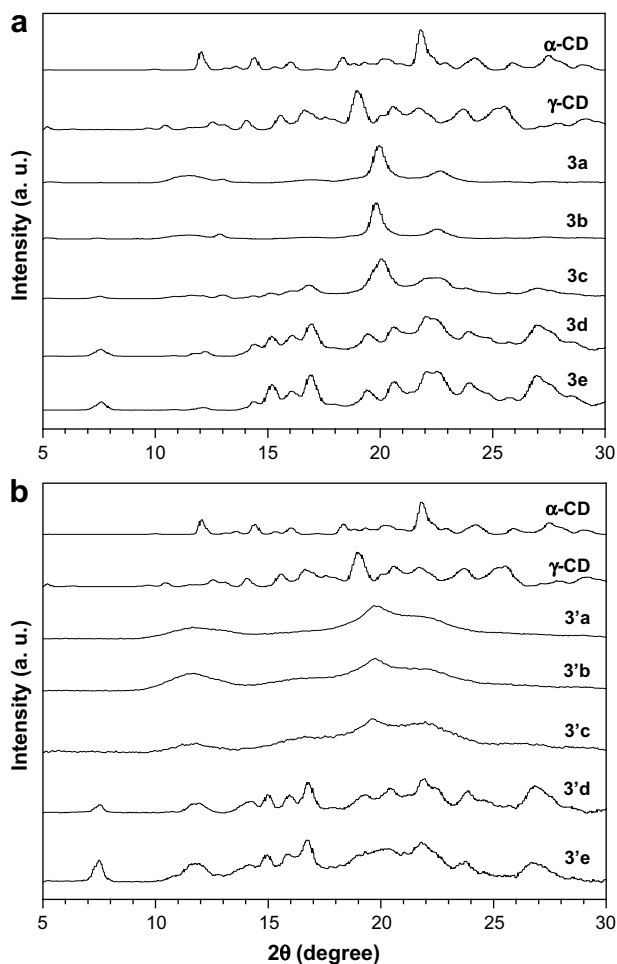 a
α-CD
γ-CD
3a
3b
3c
3d
3e
Intensity (a. u.)
5 10 15 20 25 30
b
α-CD
γ-CD
3'a
3'b
3'c
3'd
3'e
Intensity (a. u.)
5 10 15 20 25 30
2θ (degree)